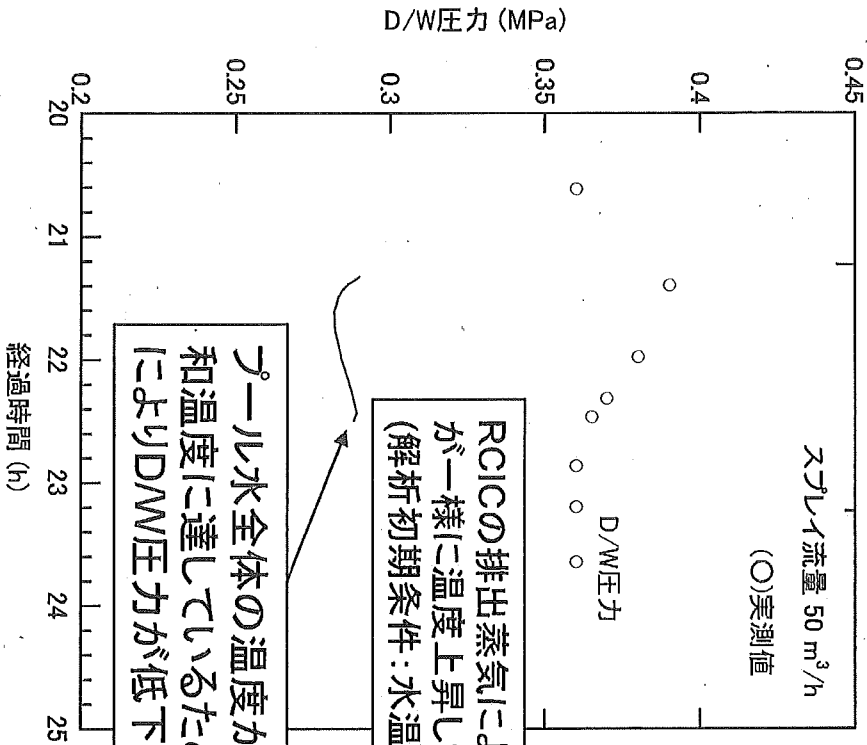 D/W圧力 (MPa)
0.45
0.4
0.35
0.3
0.25
0.2
20
21
22
23
24
25
経過時間 (h)
スプレイ流量 50 m³/h
(○)実測値
D/W圧力
RCICの排出蒸気によ
が一様に温度上昇し
(解析初期条件:水温
プール水全体の温度が
和温度に達しているた
によりD/W圧力が低下